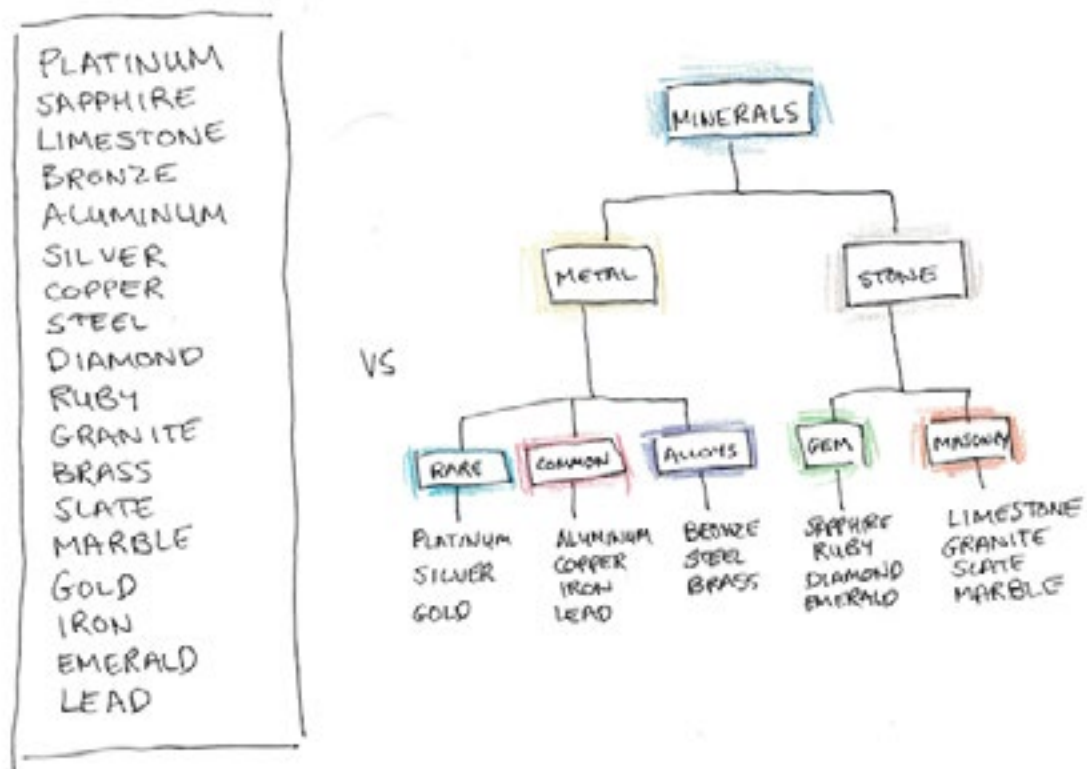 PLATINUM
SAPPHIRE
LIMESTONE
BRONZE
ALUMINUM
SILVER
COPPER
STEEL
DIAMOND
RUBY
GRANITE
BRASS
SLATE
MARBLE
GOLD
IRON
EMERALD
LEAD
VS
MINERALS
METAL
STONE
RARE
COMMON
ALLOYS
GEM
MASONRY
PLATINUM
SILVER
GOLD
ALUMINUM
COPPER
IRON
LEAD
BRONZE
STEEL
BRASS
SAPPHIRE
RUBY
DIAMOND
EMERALD
LIMESTONE
GRANITE
SLATE
MARBLE